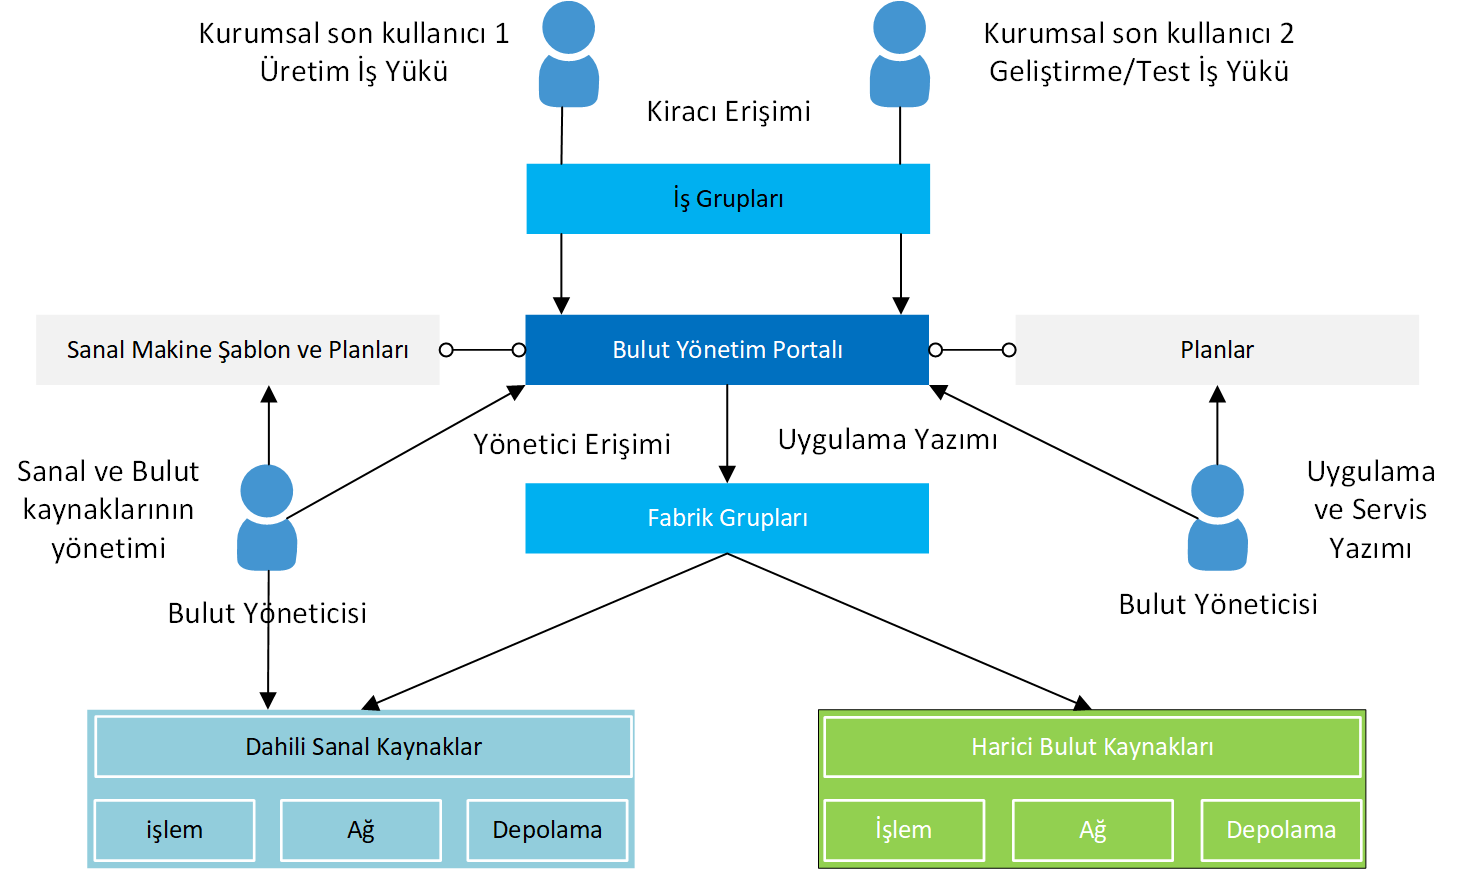 Kurumsal son kullanıcı 1
Üretim İş Yükü
Kurumsal son kullanıcı 2
Geliştirme/Test İş Yükü
Kiracı Erişimi
İş Grupları
Sanal Makine Şablon ve Planları
Bulut Yönetim Portalı
Planlar
Yönetici Erişimi
Uygulama Yazımı
Sanal ve Bulut
kaynaklarının
yönetimi
Uygulama
ve Servis
Yazımı
Fabrik Grupları
Bulut Yöneticisi
Bulut Yöneticisi
Dahili Sanal Kaynaklar
işlem
Ağ
Depolama
Harici Bulut Kaynakları
İşlem
Ağ
Depolama